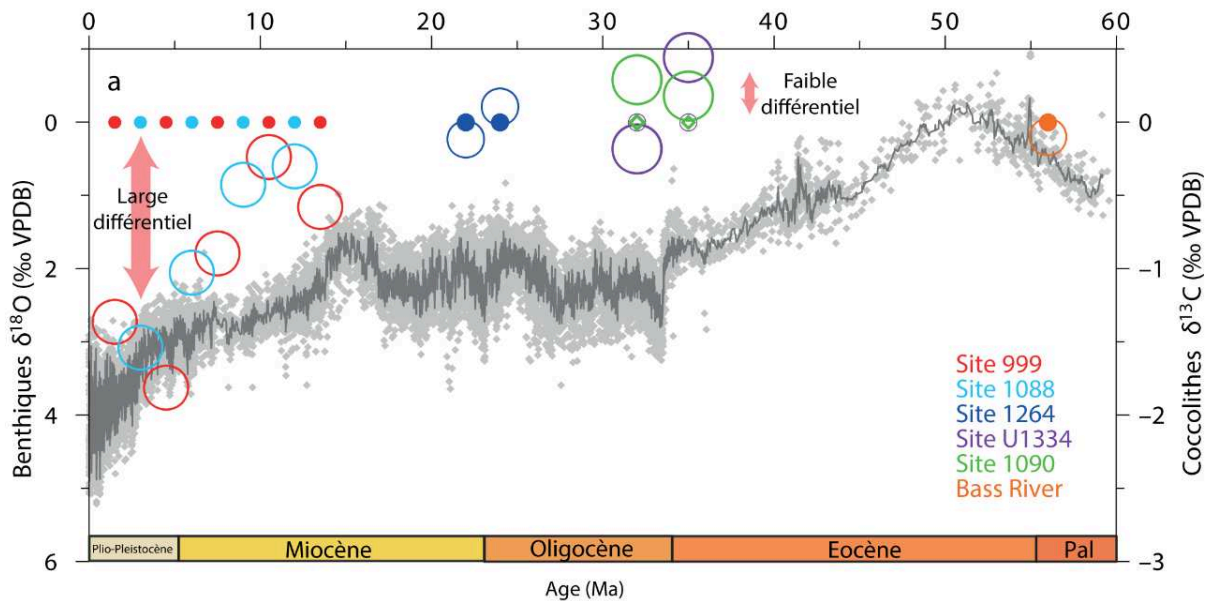 0 10 20 30 40 50 60
a
Faible
différentiel
Large
différentiel
0
2
4
6
Benthiques δ18O (‰ VPDB)
0
−1
−2
−3
Coccolithes δ13C (‰ VPDB)
Site 999
Site 1088
Site 1264
Site U1334
Site 1090
Bass River
Plio-Pleistocène Miocène Oligocène Eocène Pal
Age (Ma)